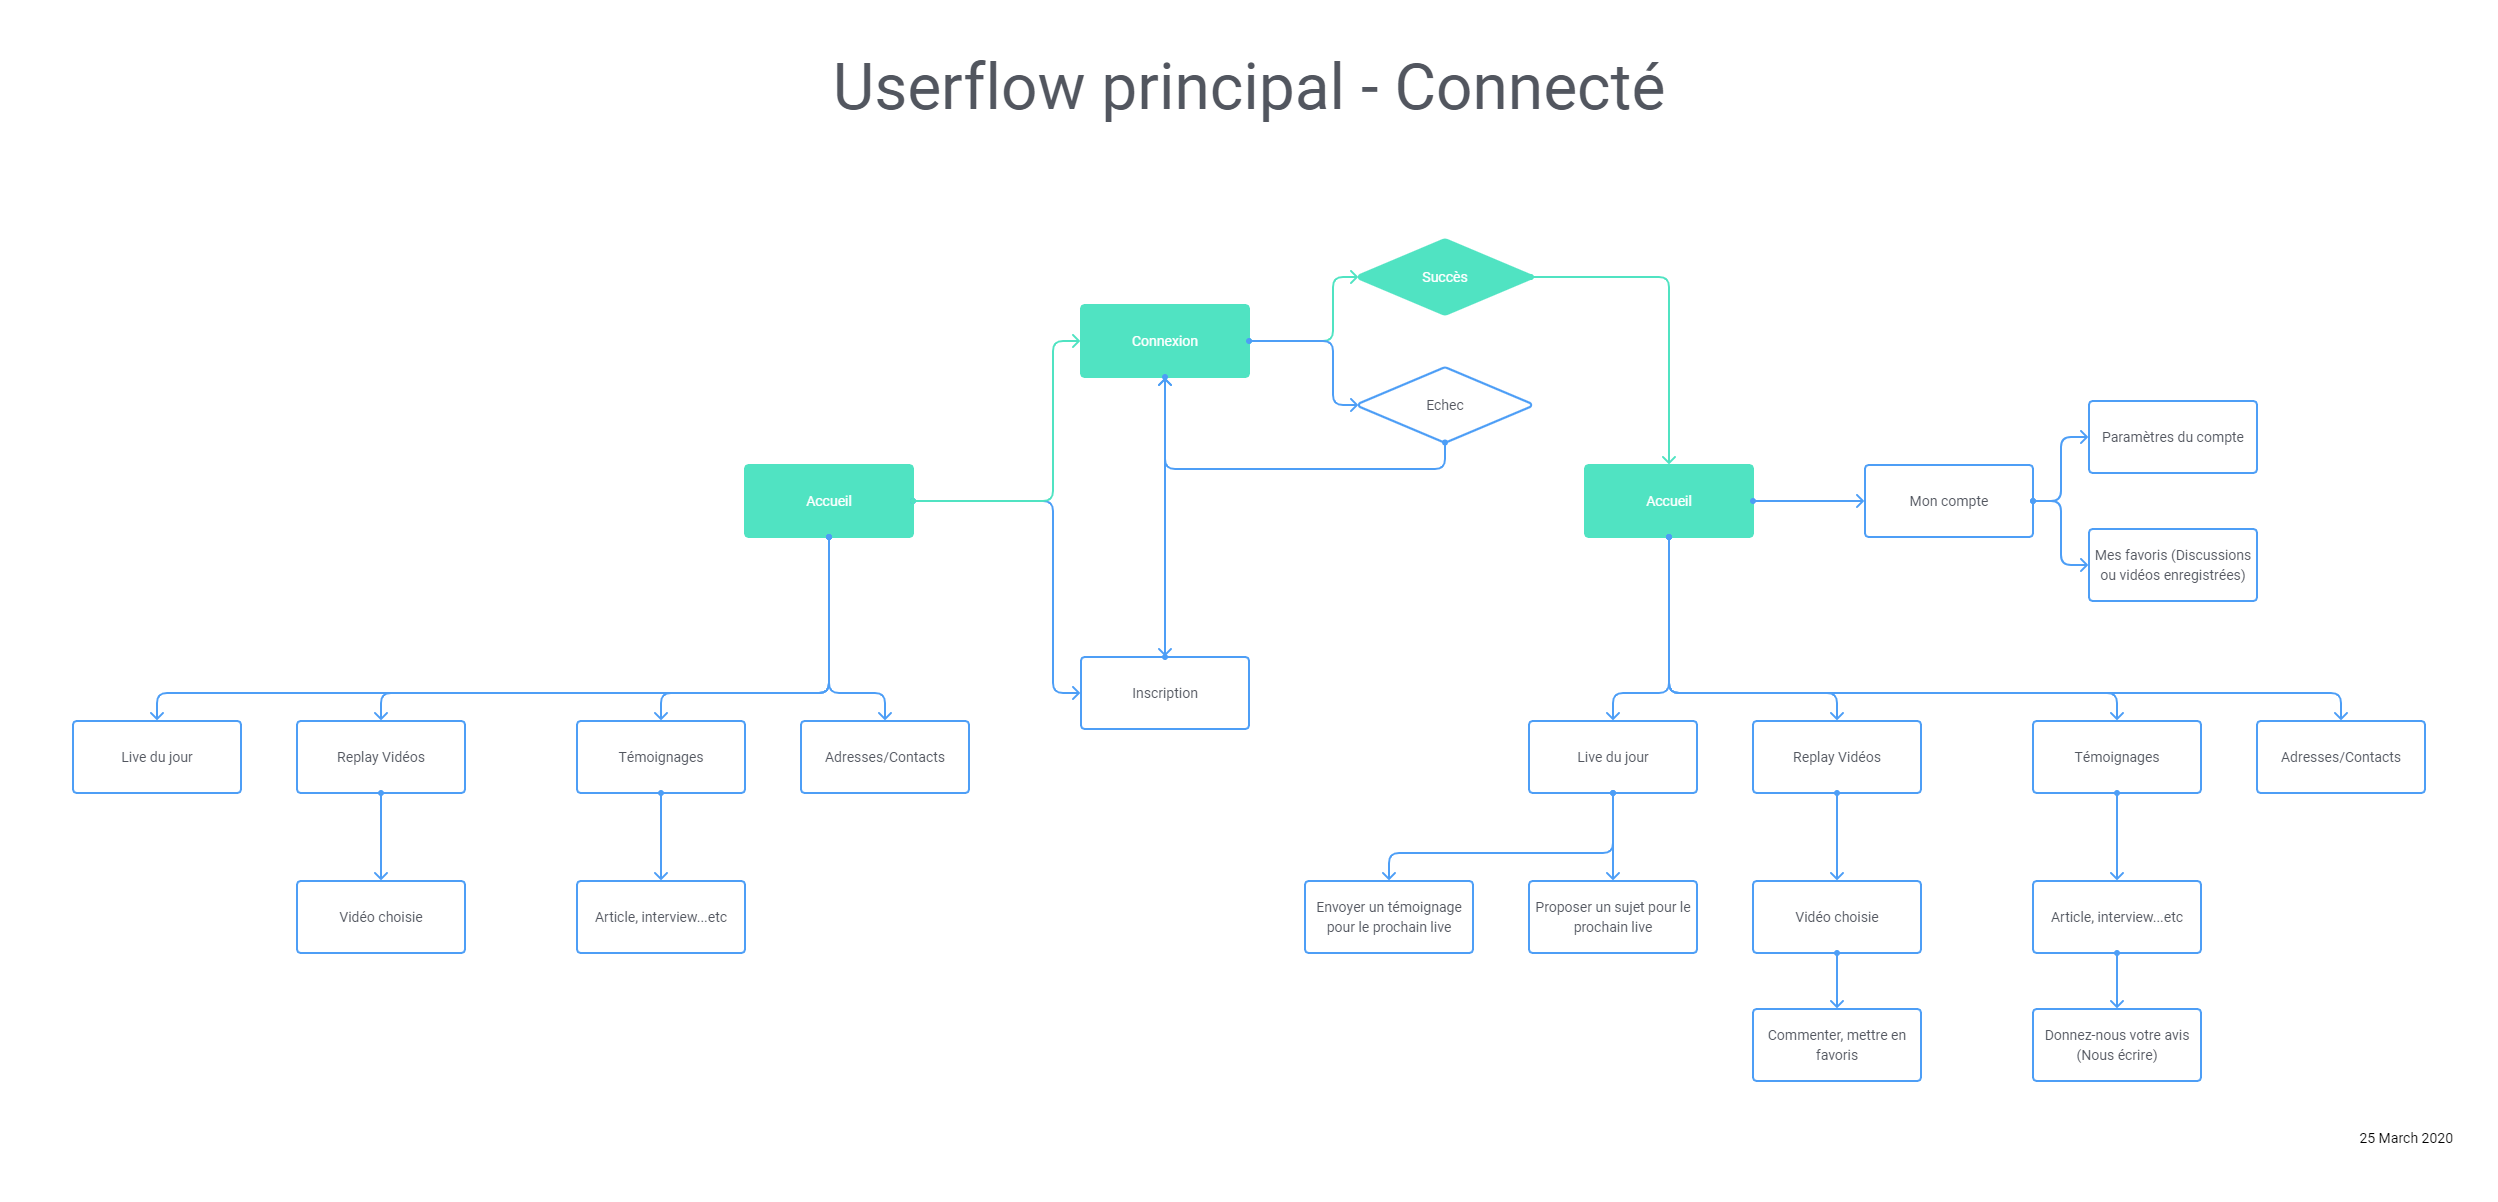 Userflow principal - Connecté
Succès
Connexion
Echec
Accueil
Accueil
Mon compte
Paramètres du compte
Mes favoris (Discussions
ou vidéos enregistrées)
Inscription
Live du jour
Replay Vidéos
Témoignages
Adresses/Contacts
Live du jour
Replay Vidéos
Témoignages
Adresses/Contacts
Vidéo choisie
Article, interview...etc
Envoyer un témoignage
pour le prochain live
Proposer un sujet pour le
prochain live
Vidéo choisie
Article, interview...etc
Commenter, mettre en
favoris
Donnez-nous votre avis
(Nous écrire)
25 March 2020